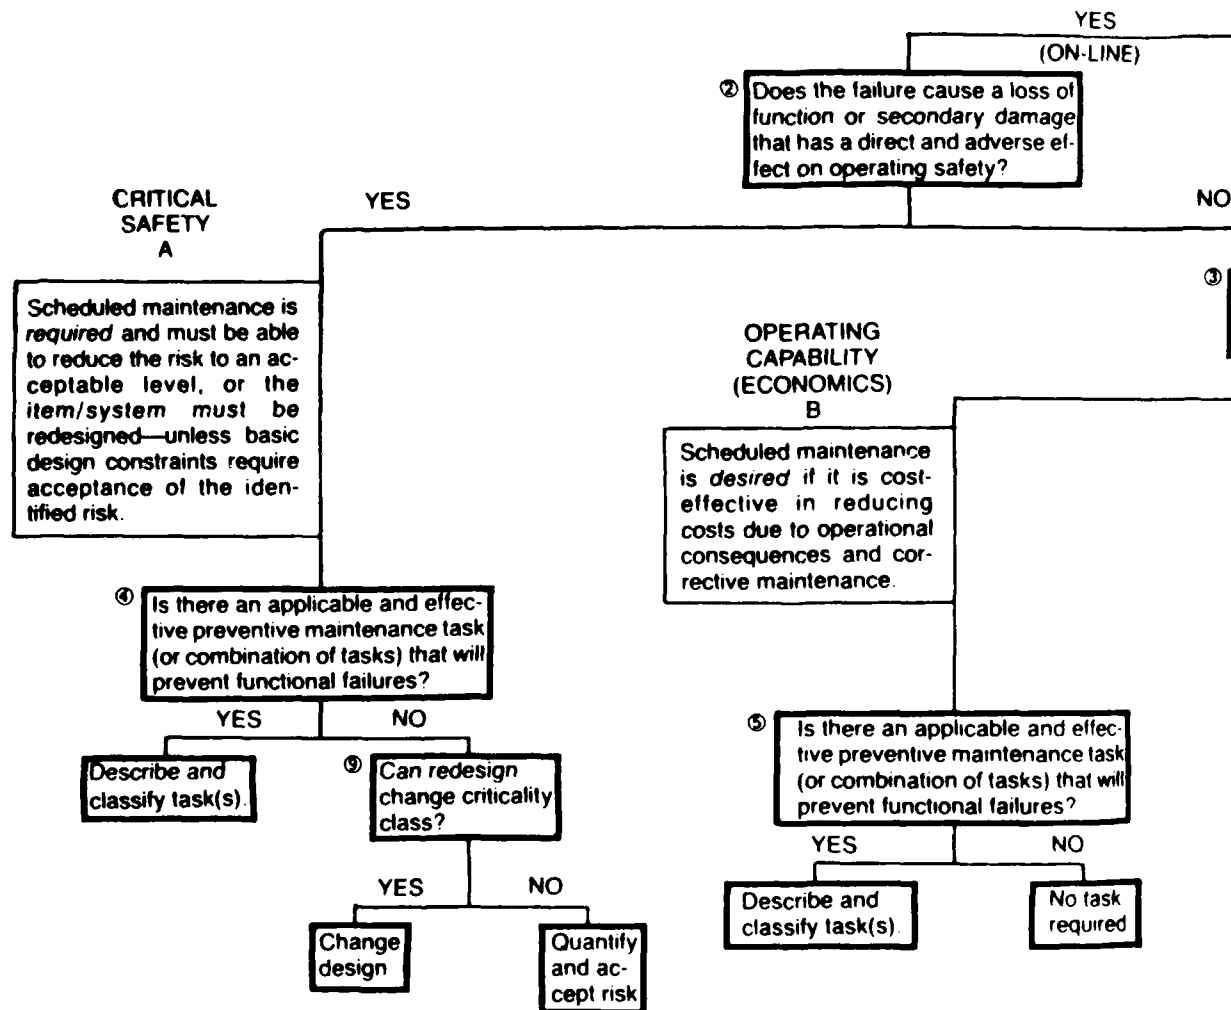 YES
(ON-LINE)
② Does the failure cause a loss of
function or secondary damage
that has a direct and adverse ef-
fect on operating safety?
YES
NO
CRITICAL
SAFETY
A
Scheduled maintenance is
required and must be able
to reduce the risk to an ac-
ceptable level, or the
item/system must be
redesigned—unless basic
design constraints require
acceptance of the iden-
tified risk.
③
OPERATING
CAPABILITY
(ECONOMICS)
B
Scheduled maintenance
is desired if it is cost-
effective in reducing
costs due to operational
consequences and cor-
rective maintenance.
④ Is there an applicable and effec-
tive preventive maintenance task
(or combination of tasks) that will
prevent functional failures?
YES
NO
Describe and
classify task(s).
⑨ Can redesign
change criticality
class?
YES
NO
Change
design
Quantify
and ac-
cept risk
⑤ Is there an applicable and effec-
tive preventive maintenance task
(or combination of tasks) that will
prevent functional failures?
YES
NO
Describe and
classify task(s).
No task
required